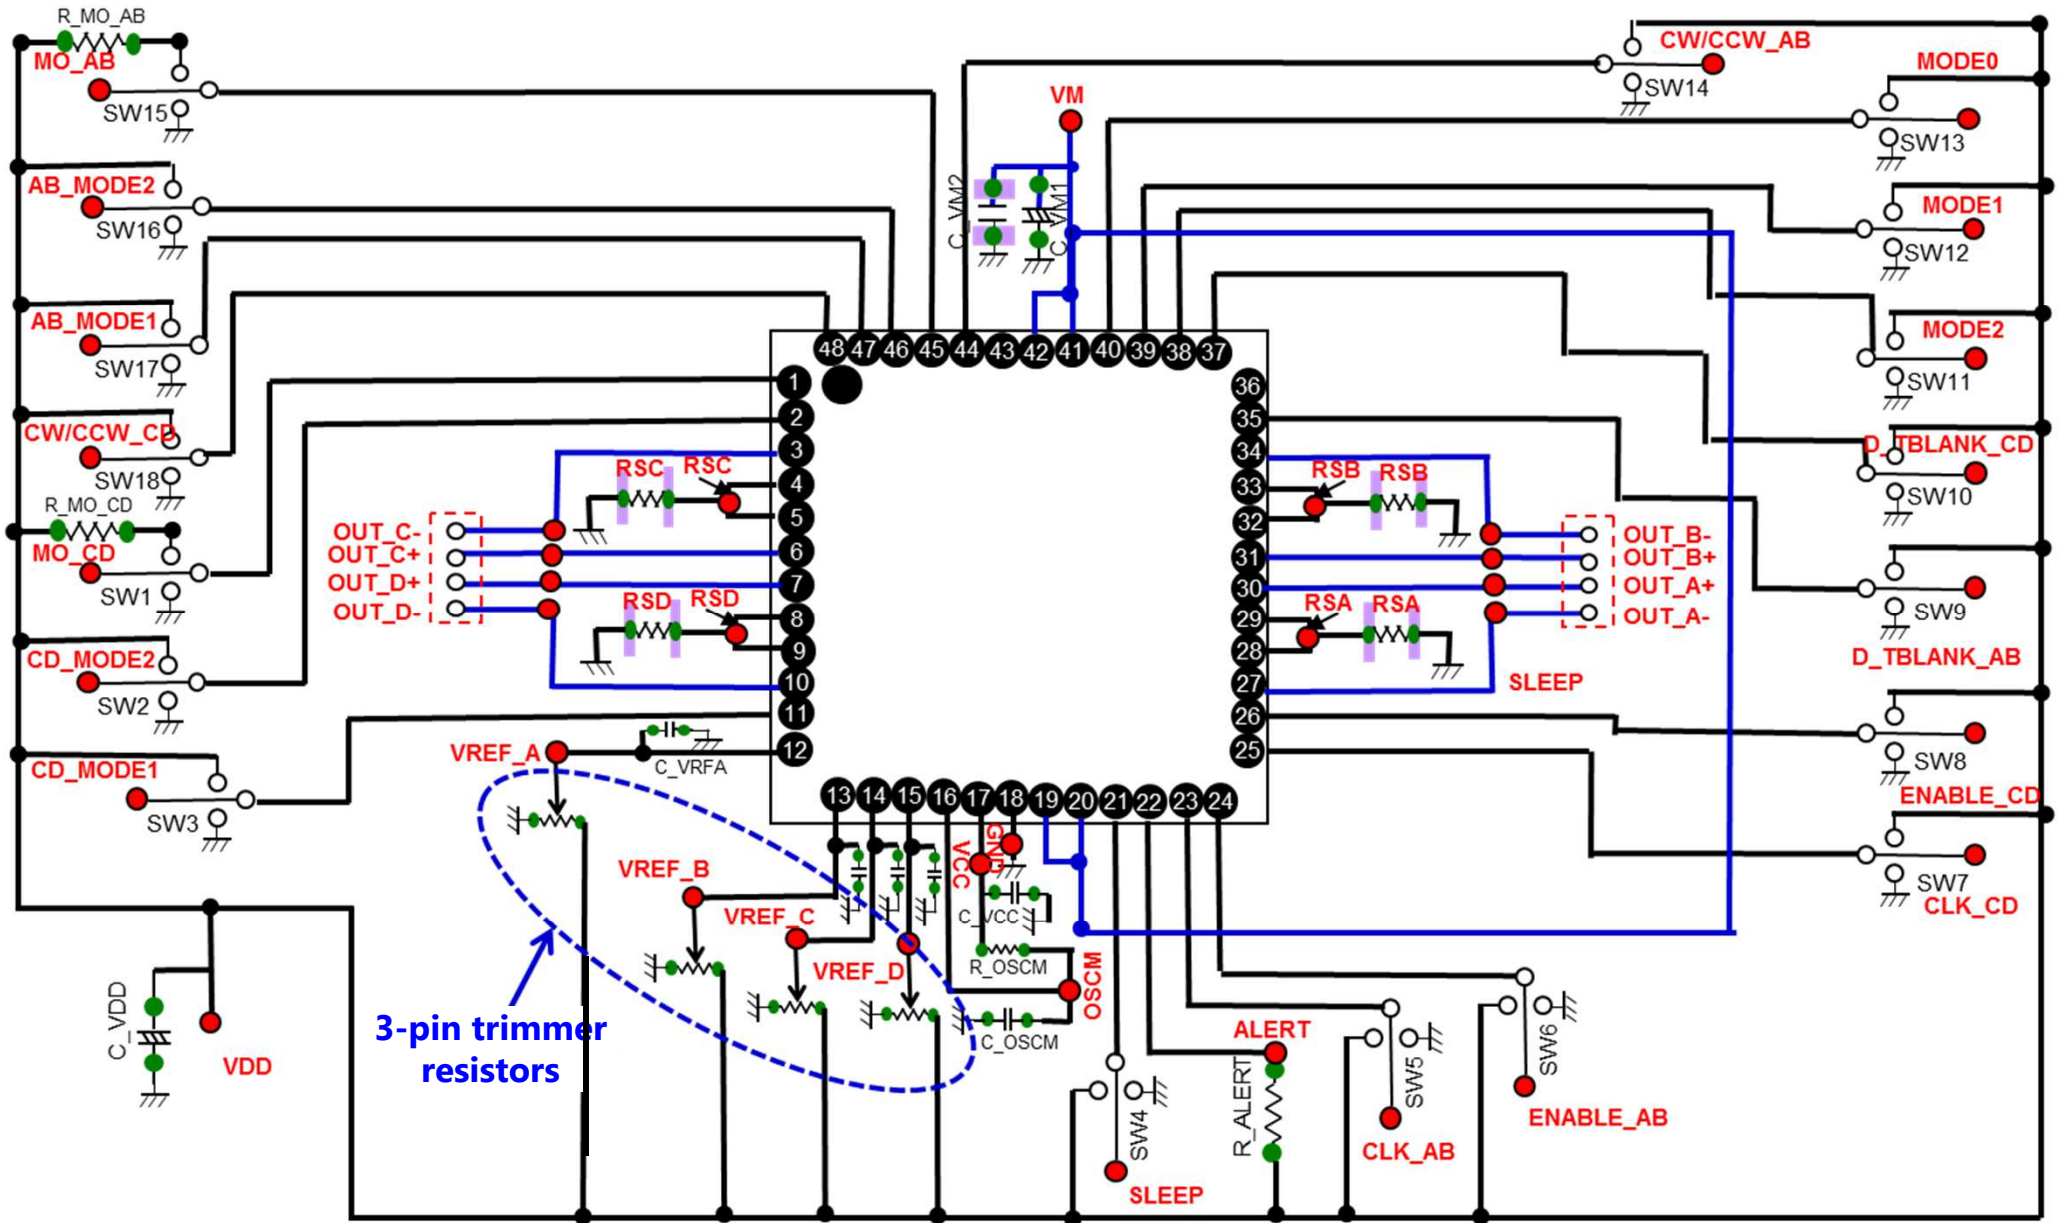 R_MO_AB
MO_AB
SW15
AB_MODE2
SW16
AB_MODE1
SW17
CW/CCW_CD
SW18
R_MO_CD
MO_CD
SW1
CD_MODE2
SW2
CD_MODE1
SW3
C_VDD
VDD
VM
C_VM2
C_VM1
CW/CCW_AB
SW14
MODE0
SW13
MODE1
SW12
MODE2
SW11
D_TBLANK_CD
SW10
SW9
D_TBLANK_AB
SW8
ENABLE_CD
SW7
CLK_CD
48 47 46 45 44 43 42 41 40 39 38 37
1
2
3
4
5
6
7
8
9
10
11
12
36
35
34
33
32
31
30
29
28
27
26
25
13 14 15 16 17 18 19 20 21 22 23 24
RSC RSC
OUT_C-
OUT_C+
OUT_D+
OUT_D-
RSD RSD
RSB RSB
OUT_B-
OUT_B+
OUT_A+
OUT_A-
RSA RSA
SLEEP
VREF_A
C_VRFA
VREF_B
VREF_C
VREF_D
VCC
GND
C_VCC
R_OSCM
OSCM
C_OSCM
3-pin trimmer
resistors
SW4
SLEEP
ALERT
R_ALERT
SW5
CLK_AB
SW6
ENABLE_AB